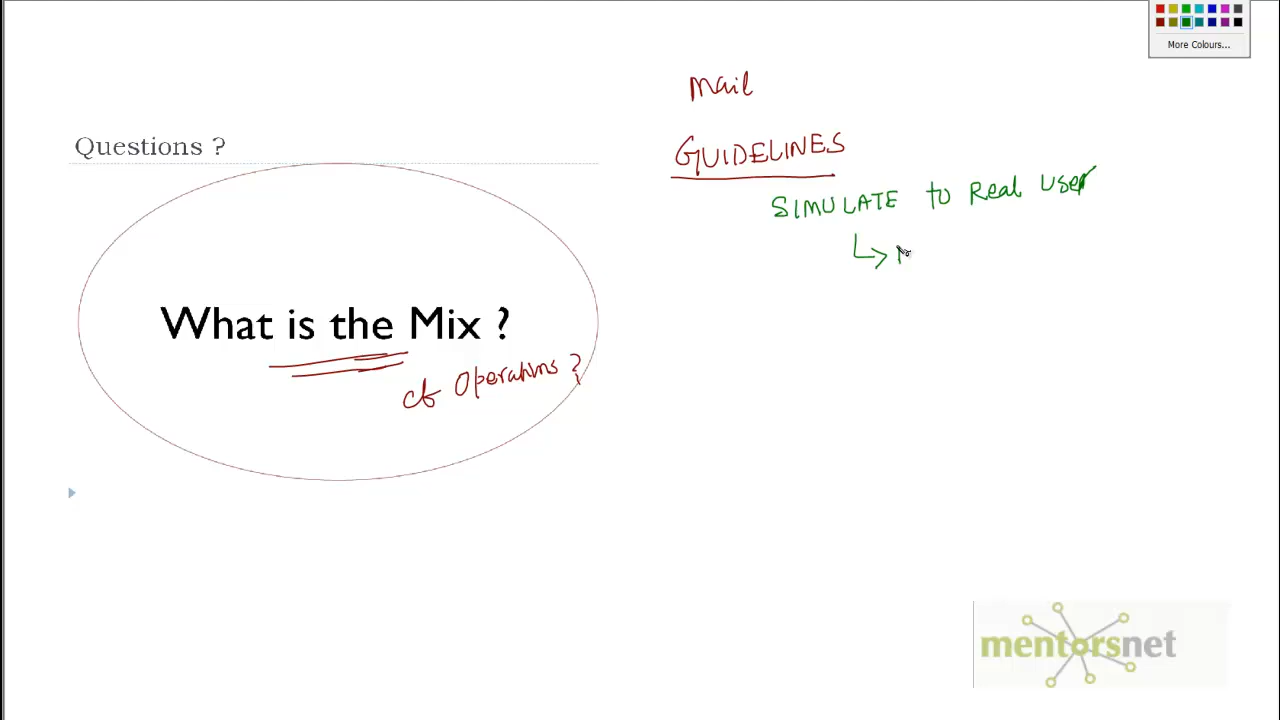 More Colours...
Mail
GUIDELINES
Questions ?
SIMULATE to Real User
What is the Mix ?
of Operations ?
mentorsnet